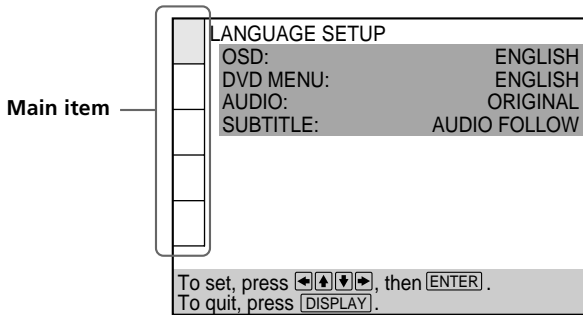 LANGUAGE SETUP
OSD: ENGLISH
DVD MENU: ENGLISH
AUDIO: ORIGINAL
SUBTITLE: AUDIO FOLLOW
Main item
To set, press ←↑↓→, then ENTER.
To quit, press DISPLAY.